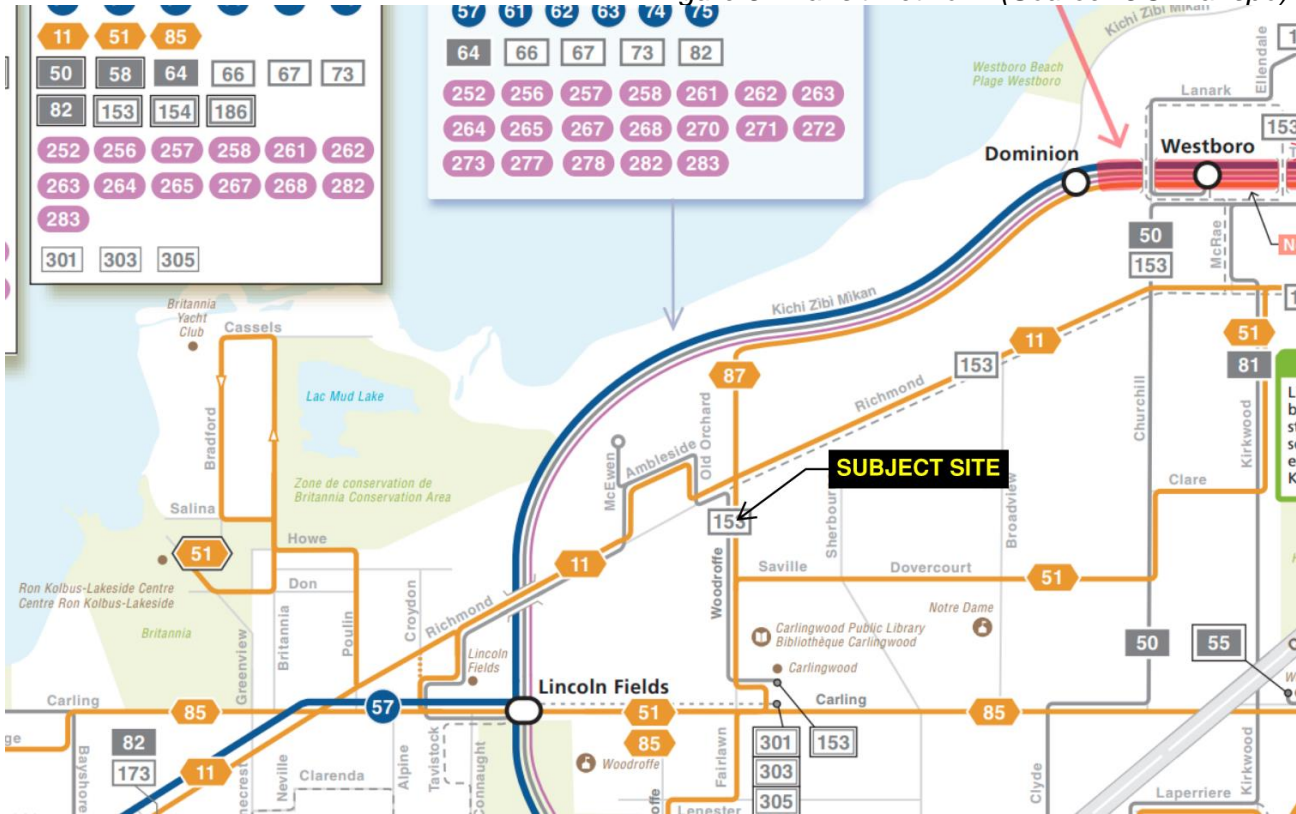 57 61 62 63 74 75
11 51 85
50 58 64 66 67 73
82 153 154 186
252 256 257 258 261 262
263 264 265 267 268 282
283
301 303 305
64 66 67 73 82
252 256 257 258 261 262 263
264 265 267 268 270 271 272
273 277 278 282 283
Kichi Zibi Mikan
Westboro Beach
Plage Westboro
Ellendale
Lanark
153
Dominion
Westboro
50
153
McRae
N
Kichi Zibi Mikan
Britannia
Yacht
Club
Cassels
Lac Mud Lake
Bradford
Zone de conservation de
Britannia Conservation Area
Salina
51
Howe
Don
Ron Kolbus-Lakeside Centre
Centre Ron Kolbus-Lakeside
Britannia
Greenview
Britannia
Poulin
Croydon
Richmond
Lincoln
Fields
11
McEwen
Ambleside
Old Orchard
87
Richmond
153
11
51
81
Churchill
Kirkwood
SUBJECT SITE
153
Woodroffe
Sherbour
Broadview
Clare
Saville
Dovercourt
51
Notre Dame
Carlingwood Public Library
Bibliothèque Carlingwood
Carlingwood
50
55
Lincoln Fields
Carling
85
57
51
85
Carling
85
301
303
305
153
82
173
11
Bayshore
Neville
Clarenda
Alpine
Tavistock
onnaught
Woodroffe
Fairlawn
Lenester
Clyde
Kirkwood
Laperriere